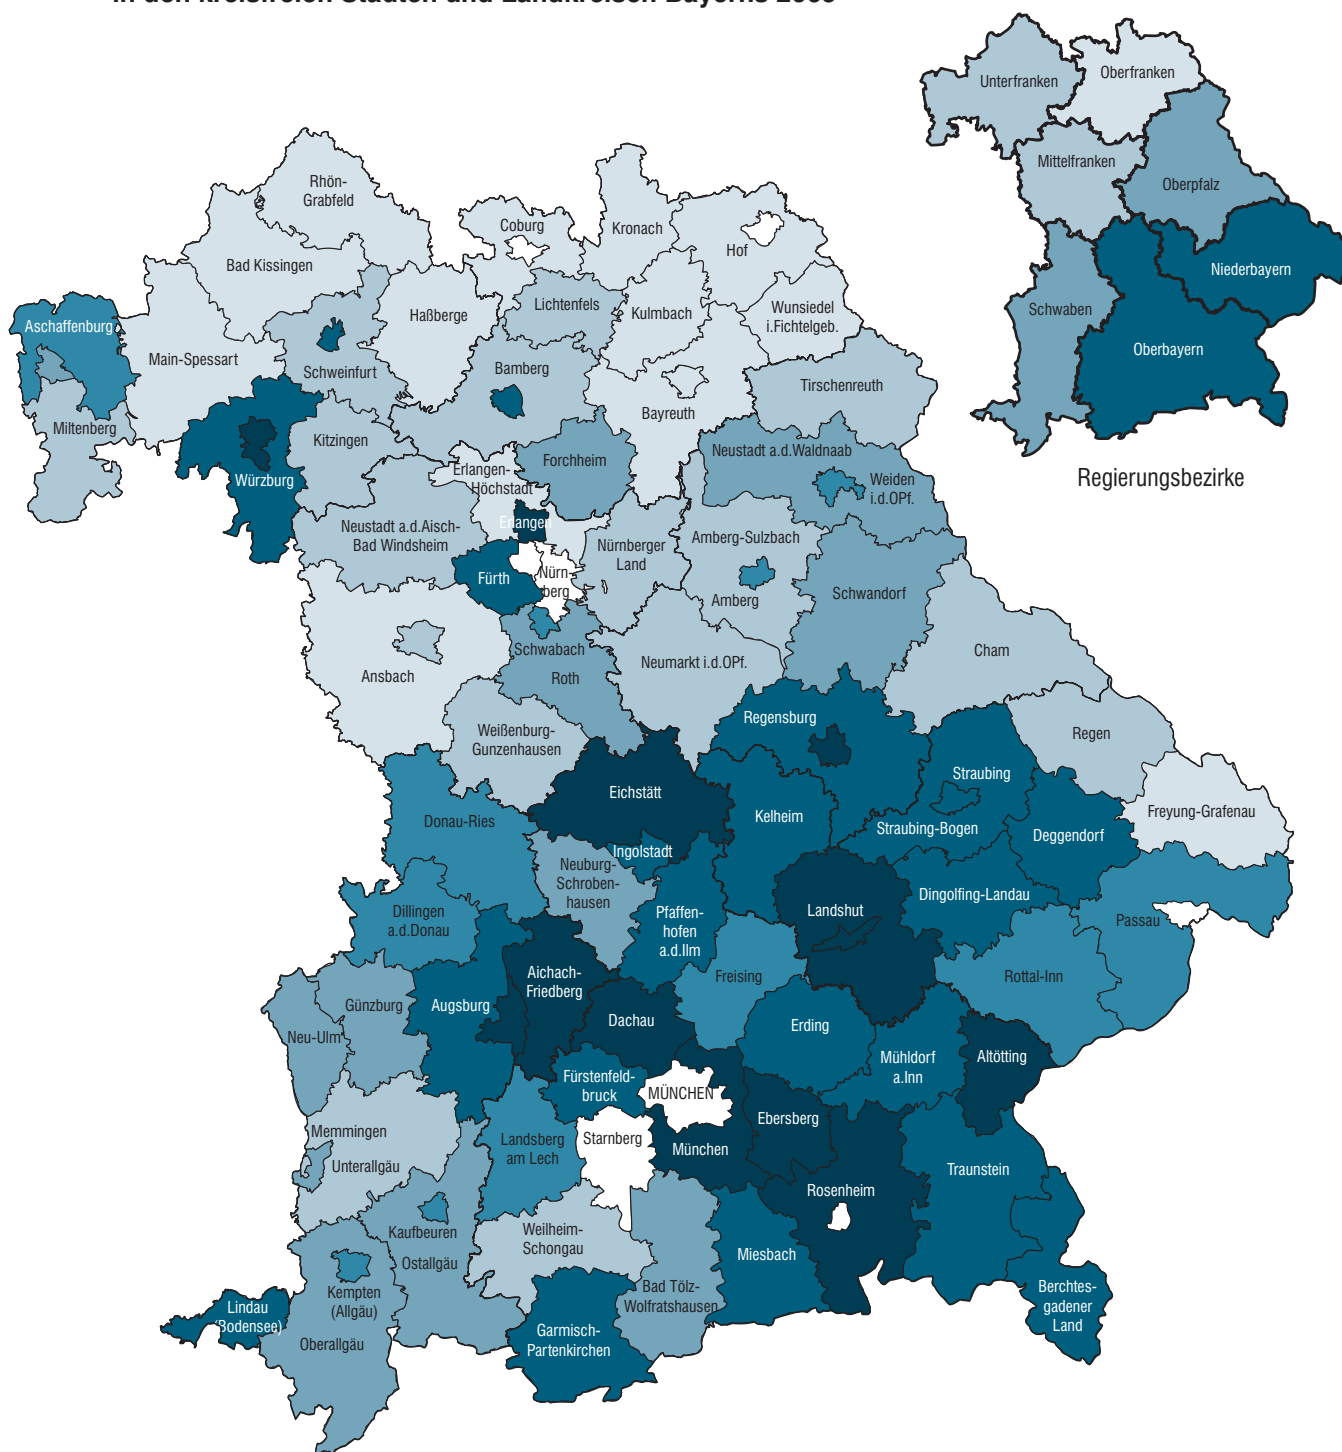 Unterfranken
Oberfranken
Mittelfranken
Oberpfalz
Niederbayern
Schwaben
Oberbayern
Regierungsbezirke
Rhön-
Grabfeld
Coburg
Kronach
Hof
Bad Kissingen
Lichtenfels
Haßberge
Kulmbach
Wunsiedel
i.Fichtelgeb.
Aschaffenburg
Main-Spessart
Schweinfurt
Bamberg
Tirschenreuth
Bayreuth
Miltenberg
Kitzingen
Würzburg
Erlangen-
Höchstadt
Forchheim
Neustadt a.d.Waldnaab
Weiden
i.d.OPf.
Neustadt a.d.Aisch-
Bad Windsheim
Erlangen
Nürnberger
Land
Amberg-Sulzbach
Fürth
Nürn-
berg
Amberg
Schwandorf
Schwabach
Roth
Neumarkt i.d.OPf.
Cham
Ansbach
Weißenburg-
Gunzenhausen
Regensburg
Regen
Eichstätt
Straubing
Kelheim
Straubing-Bogen
Deggendorf
Freyung-Grafenau
Donau-Ries
Ingolstadt
Neuburg-
Schroben-
hausen
Dingolfing-Landau
Dillingen
a.d.Donau
Pfaffen-
hofen
a.d.Ilm
Landshut
Passau
Aichach-
Friedberg
Freising
Rottal-Inn
Günzburg
Augsburg
Neu-Ulm
Dachau
Erding
Mühldorf
a.Inn
Altötting
Fürstenfeld-
bruck
MÜNCHEN
Ebersberg
Memmingen
Unterallgäu
Landsberg
am Lech
Starnberg
München
Traunstein
Rosenheim
Kaufbeuren
Ostallgäu
Weilheim-
Schongau
Miesbach
Kempten
(Allgäu)
Bad Tölz-
Wolfratshausen
Berchtes-
gadener
Land
Lindau
(Bodensee)
Oberallgäu
Garmisch-
Partenkirchen